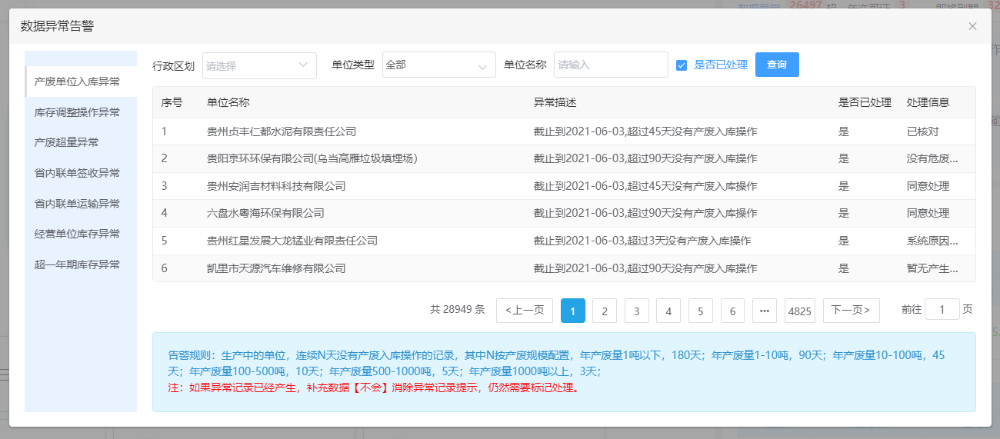 数据异常 26497 超一年许可证 3 即将到期 32
数据异常告警
行政区划 请选择 单位类型 全部 单位名称 请输入 是否已处理 查询
产废单位入库异常
库存调整操作异常
产废超量异常
省内联单签收异常
省内联单运输异常
经营单位库存异常
超一年期库存异常
序号 单位名称 异常描述 是否已处理 处理信息
1 贵州贞丰仁都水泥有限责任公司 截止到2021-06-03,超过45天没有产废入库操作 是 已核对
2 贵阳京环环保有限公司(乌当高雁垃圾填埋场) 截止到2021-06-03,超过90天没有产废入库操作 是 没有危废...
3 贵州安润吉材料科技有限公司 截止到2021-06-03,超过45天没有产废入库操作 是 同意处理
4 六盘水粤海环保有限公司 截止到2021-06-03,超过90天没有产废入库操作 是 同意处理
5 贵州红星发展大龙锰业有限责任公司 截止到2021-06-03,超过3天没有产废入库操作 是 系统原因...
6 凯里市天源汽车维修有限公司 截止到2021-06-03,超过90天没有产废入库操作 是 暂无产生...
共 28949 条 <上一页 1 2 3 4 5 6 ••• 4825 下一页> 前往 1 页
告警规则：生产中的单位，连续N天没有产废入库操作的记录，其中N按产废规模配置，年产废量1吨以下，180天；年产废量1-10吨，90天；年产废量10-100吨，45
天；年产废量100-500吨，10天；年产废量500-1000吨，5天；年产废量1000吨以上，3天；
注：如果异常记录已经产生，补充数据【不会】消除异常记录提示，仍然需要标记处理。